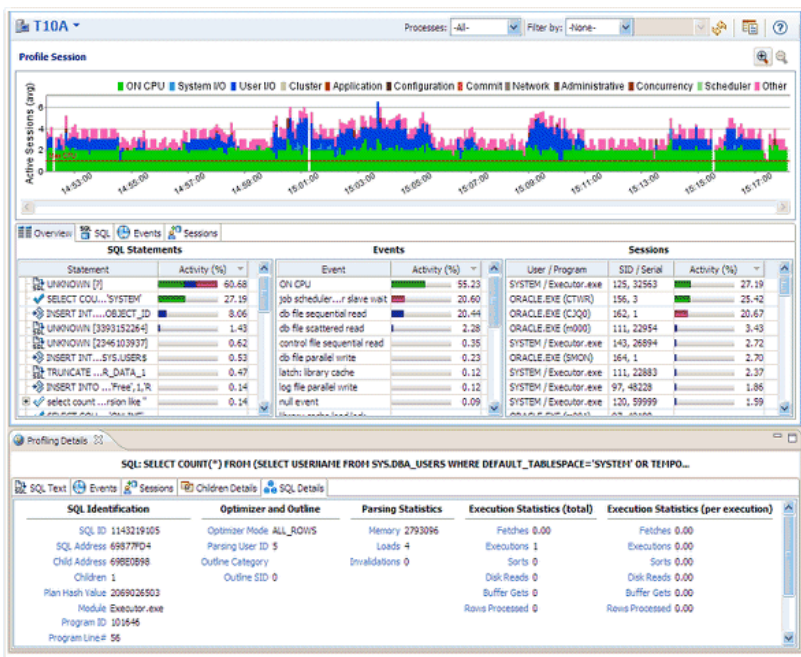 T10A
Processes: -All- Filter by: -None-
Profile Session
ON CPU System I/O User I/O Cluster Application Configuration Commit Network Administrative Concurrency Scheduler Other
Active Sessions (avg)
6
4
2
0
14:53:00 14:55:00 14:57:00 14:59:00 15:01:00 15:03:00 15:05:00 15:07:00 15:09:00 15:11:00 15:13:00 15:15:00 15:17:00
Overview SQL Events Sessions
SQL Statements Events Sessions
Statement Activity (%) Event Activity (%) User / Program SID / Serial Activity (%)
UNKNOWN [7] 60.68 ON CPU 55.23 SYSTEM / Executor.exe 125, 32563 27.19
SELECT COU...'SYSTEM' 27.19 job scheduler...r slave wait 20.60 ORACLE.EXE (CTWR) 156, 3 25.42
INSERT INT....OBJECT_ID 8.06 db file sequential read 20.44 ORACLE.EXE (CJQ0) 162, 1 20.67
UNKNOWN [3393152264] 1.43 db file scattered read 2.28 ORACLE.EXE (m000) 111, 22954 3.43
UNKNOWN [2346103937] 0.62 control file sequential read 0.35 SYSTEM / Executor.exe 143, 26894 2.72
INSERT INT...SYS.USER$ 0.53 db file parallel write 0.23 ORACLE.EXE (SMON) 164, 1 2.70
TRUNCATE ...R_DATA_1 0.47 latch: library cache 0.12 SYSTEM / Executor.exe 111, 22883 2.37
INSERT INTO ...'Free',1,'R 0.14 log file parallel write 0.12 SYSTEM / Executor.exe 97, 48228 1.86
select count ...rsion like '' 0.14 null event 0.09 SYSTEM / Executor.exe 120, 59999 1.59
Profiling Details
SQL: SELECT COUNT(*) FROM (SELECT USERNAME FROM SYS.DBA_USERS WHERE DEFAULT_TABLESPACE='SYSTEM' OR TEMPO...
SQL Text Events Sessions Children Details SQL Details
SQL Identification Optimizer and Outline Parsing Statistics Execution Statistics (total) Execution Statistics (per execution)
SQL ID 1143219105 Optimizer Mode ALL_ROWS Memory 2793096 Fetches 0.00 Fetches 0.00
SQL Address 69877FD4 Parsing User ID 5 Loads 4 Executions 1 Executions 0.00
Child Address 69BE0B98 Outline Category Invalidations 0 Sorts 0 Sorts 0.00
Children 1 Outline SID 0 Disk Reads 0 Disk Reads 0.00
Plan Hash Value 2069026503 Buffer Gets 0 Buffer Gets 0.00
Module Executor.exe Rows Processed 0 Rows Processed 0.00
Program ID 101646
Program Line# 56